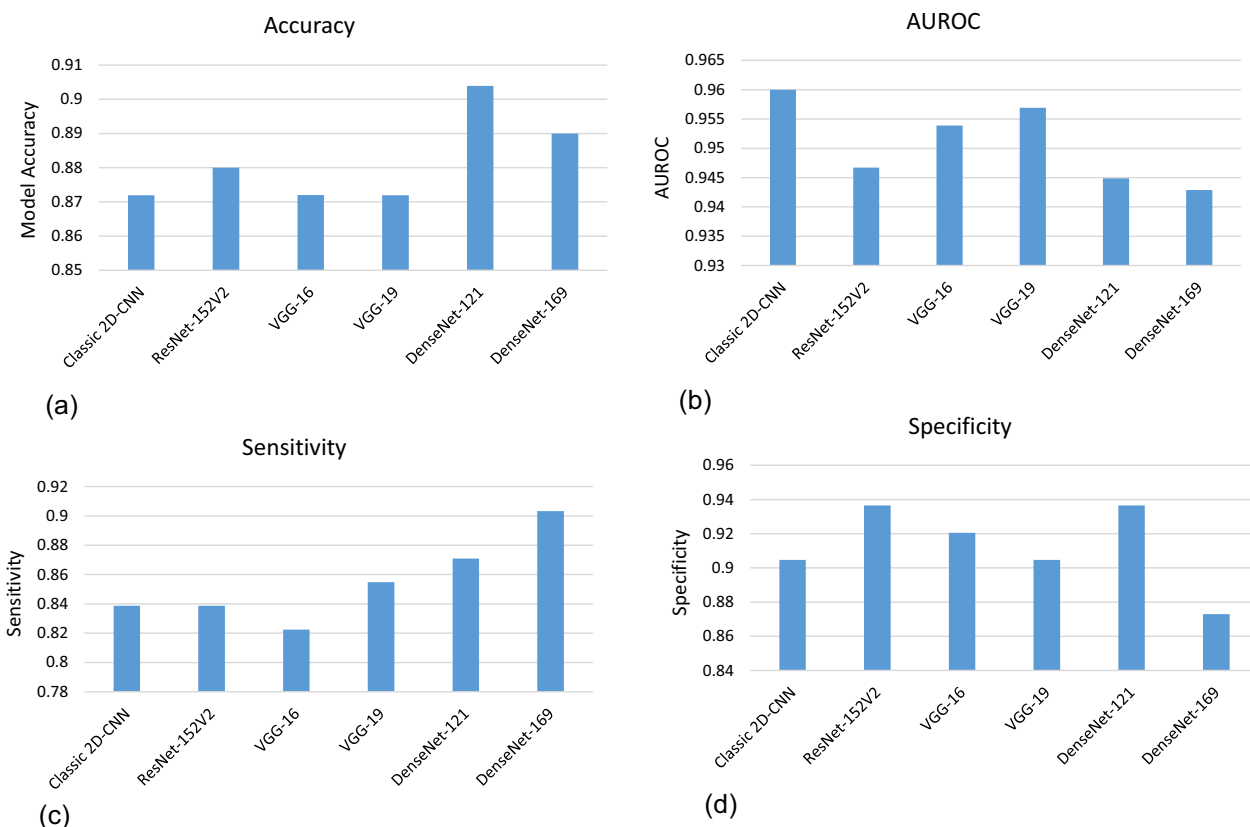 Accuracy
0.91
0.9
0.89
0.88
0.87
0.86
0.85
Model Accuracy
Classic 2D-CNN
ResNet-152V2
VGG-16
VGG-19
DenseNet-121
DenseNet-169
(a)
AUROC
0.965
0.96
0.955
0.95
0.945
0.94
0.935
0.93
AUROC
Classic 2D-CNN
ResNet-152V2
VGG-16
VGG-19
DenseNet-121
DenseNet-169
(b)
Sensitivity
0.92
0.9
0.88
0.86
0.84
0.82
0.8
0.78
Sensitivity
Classic 2D-CNN
ResNet-152V2
VGG-16
VGG-19
DenseNet-121
DenseNet-169
(c)
Specificity
0.96
0.94
0.92
0.9
0.88
0.86
0.84
Specificity
Classic 2D-CNN
ResNet-152V2
VGG-16
VGG-19
DenseNet-121
DenseNet-169
(d)